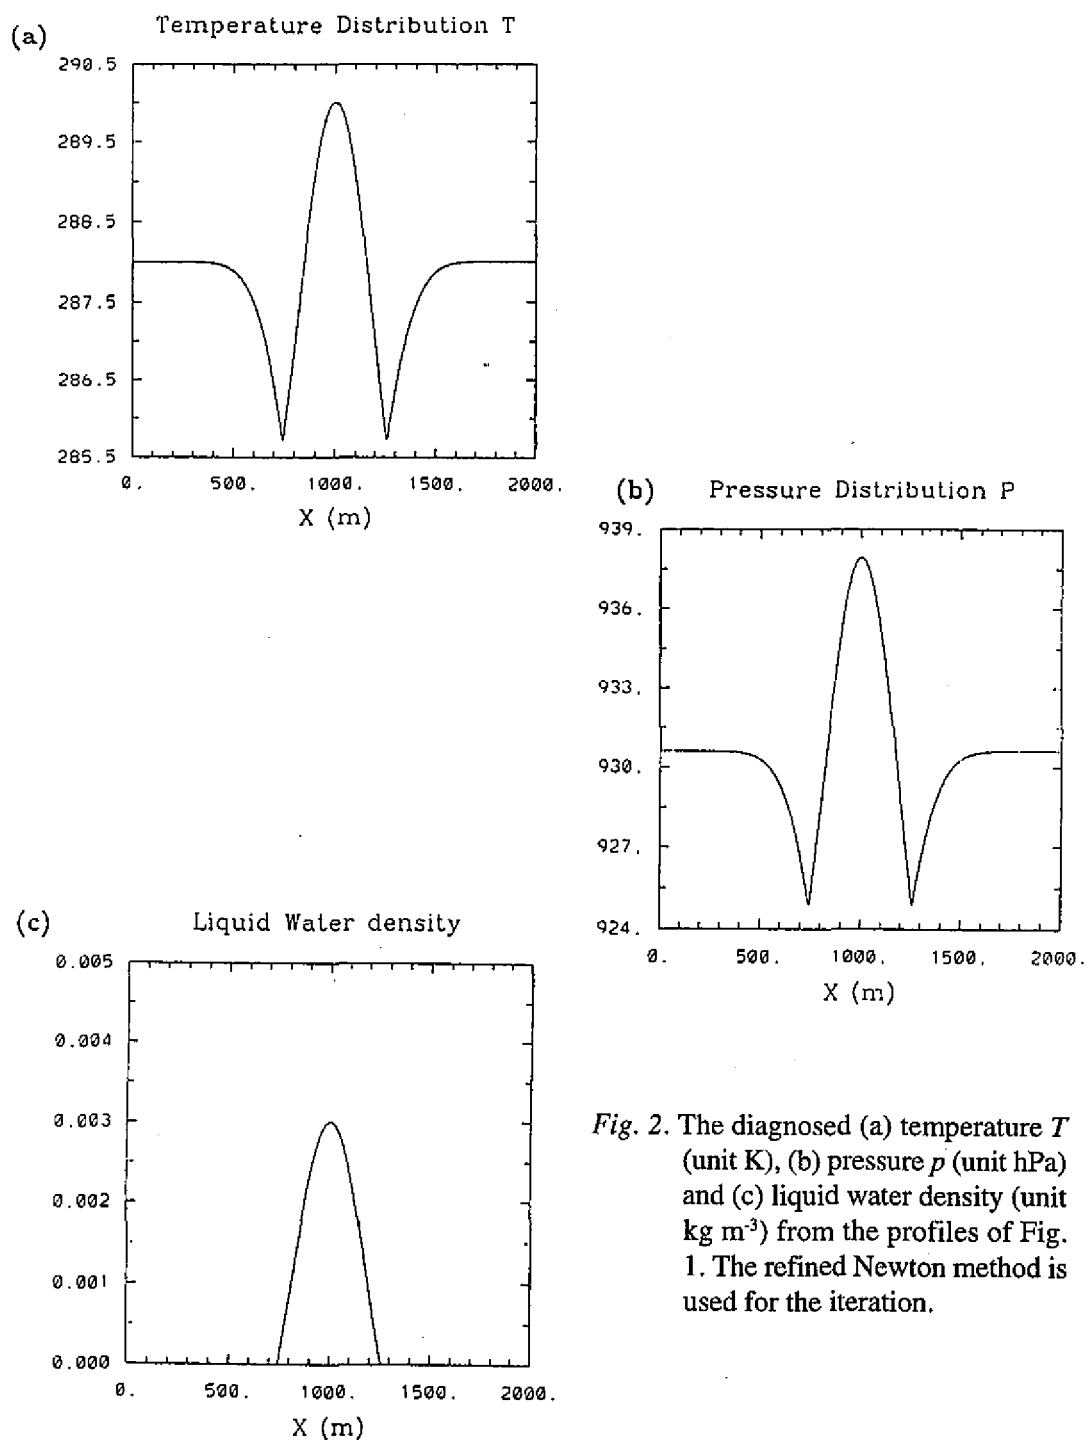 (a)
Temperature Distribution T
290.5
289.5
288.5
287.5
286.5
285.5
0. 500. 1000. 1500. 2000.
X (m)
(b)
Pressure Distribution P
939.
936.
933.
930.
927.
924.
0. 500. 1000. 1500. 2000.
X (m)
(c)
Liquid Water density
0.005
0.004
0.003
0.002
0.001
0.000
0. 500. 1000. 1500. 2000.
X (m)
Fig. 2. The diagnosed (a) temperature T
(unit K), (b) pressure p (unit hPa)
and (c) liquid water density (unit
kg m⁻³) from the profiles of Fig.
1. The refined Newton method is
used for the iteration.